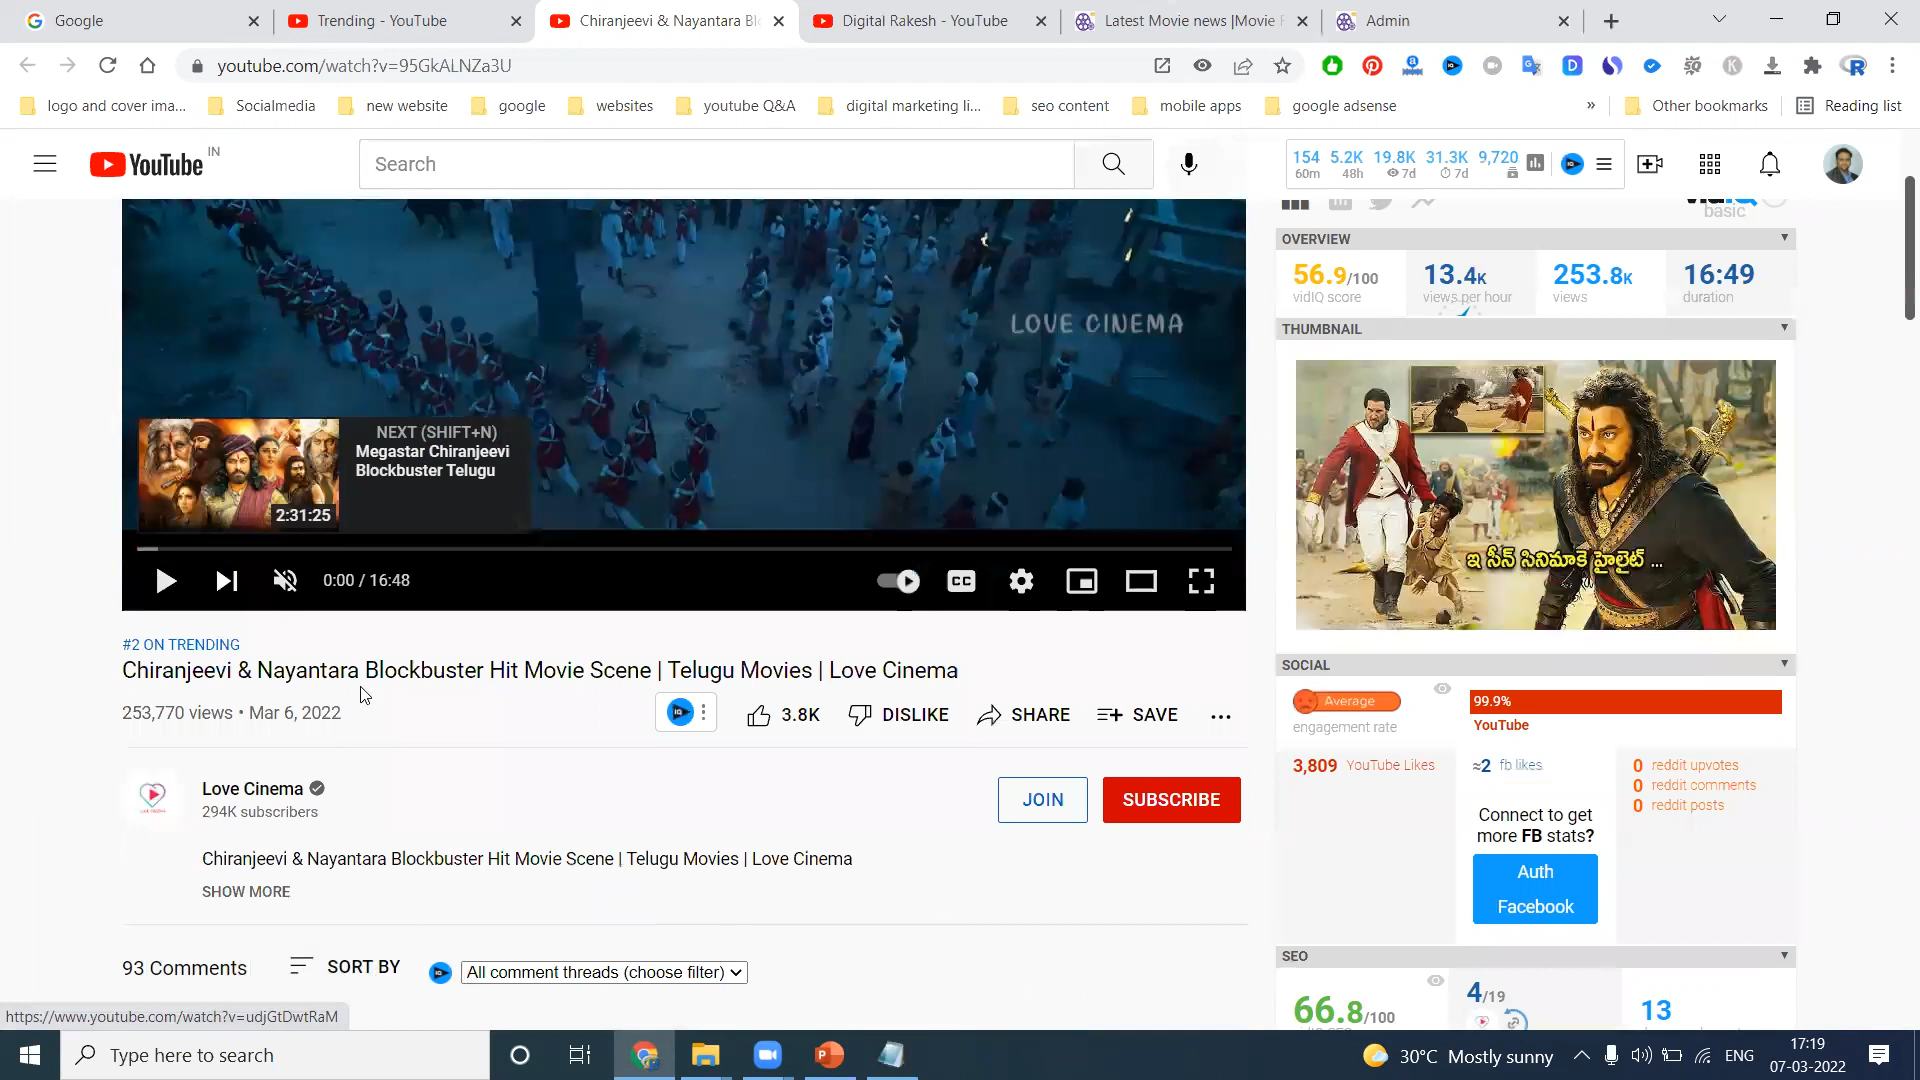 Google
Trending - YouTube
Chiranjeevi & Nayantara Bl
Digital Rakesh - YouTube
Latest Movie news |Movie
Admin
youtube.com/watch?v=95GkALNZa3U
logo and cover ima...
Socialmedia
new website
google
websites
youtube Q&A
digital marketing li...
seo content
mobile apps
google adsense
»
Other bookmarks
Reading list
YouTube IN
Search
154 5.2K 19.8K 31.3K 9,720
60m 48h 7d 7d
basic
OVERVIEW
56.9/100 13.4K 253.8K 16:49
vidIQ score views per hour views duration
THUMBNAIL
ఇ సీన్ సినిమాకె హైలైట్ ...
LOVE CINEMA
NEXT (SHIFT+N)
Megastar Chiranjeevi
Blockbuster Telugu
2:31:25
0:00 / 16:48
CC
#2 ON TRENDING
Chiranjeevi & Nayantara Blockbuster Hit Movie Scene | Telugu Movies | Love Cinema
253,770 views • Mar 6, 2022
3.8K DISLIKE SHARE SAVE ...
Love Cinema
294K subscribers
JOIN
SUBSCRIBE
Chiranjeevi & Nayantara Blockbuster Hit Movie Scene | Telugu Movies | Love Cinema
SHOW MORE
93 Comments SORT BY All comment threads (choose filter)
SOCIAL
Average
engagement rate
99.9%
YouTube
3,809 YouTube Likes
≈2 fb likes
0 reddit upvotes
0 reddit comments
0 reddit posts
Connect to get
more FB stats?
Auth
Facebook
SEO
66.8/100
4/19
13
https://www.youtube.com/watch?v=udjGtDwtRaM
Type here to search
30°C Mostly sunny
ENG
17:19
07-03-2022